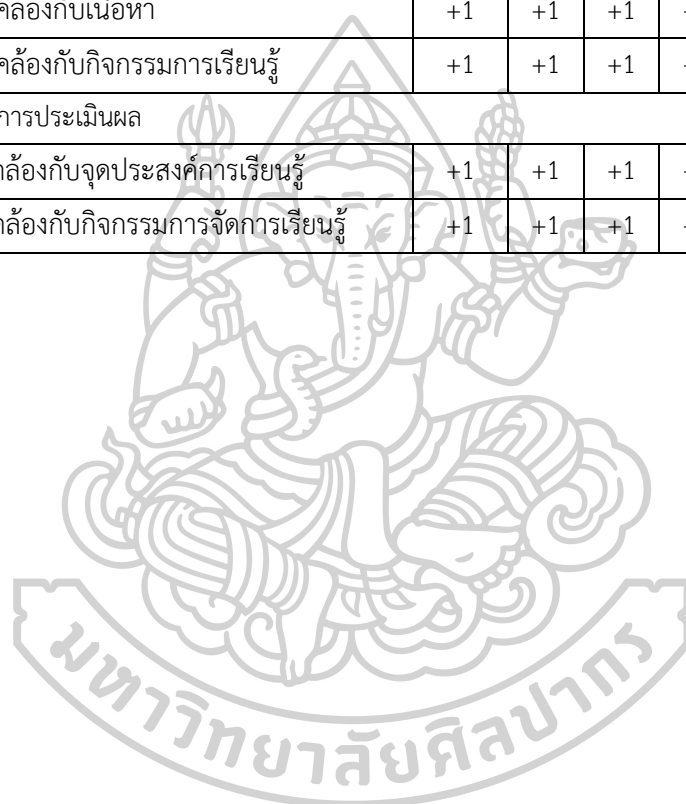 คล้องกับเนื้อหา +1 +1 +1
คล้องกับกิจกรรมการเรียนรู้ +1 +1 +1
การประเมินผล
คล้องกับจุดประสงค์การเรียนรู้ +1 +1 +1
คล้องกับกิจกรรมการจัดการเรียนรู้ +1 +1 +1
มหาวิทยาลัยศิลปากร